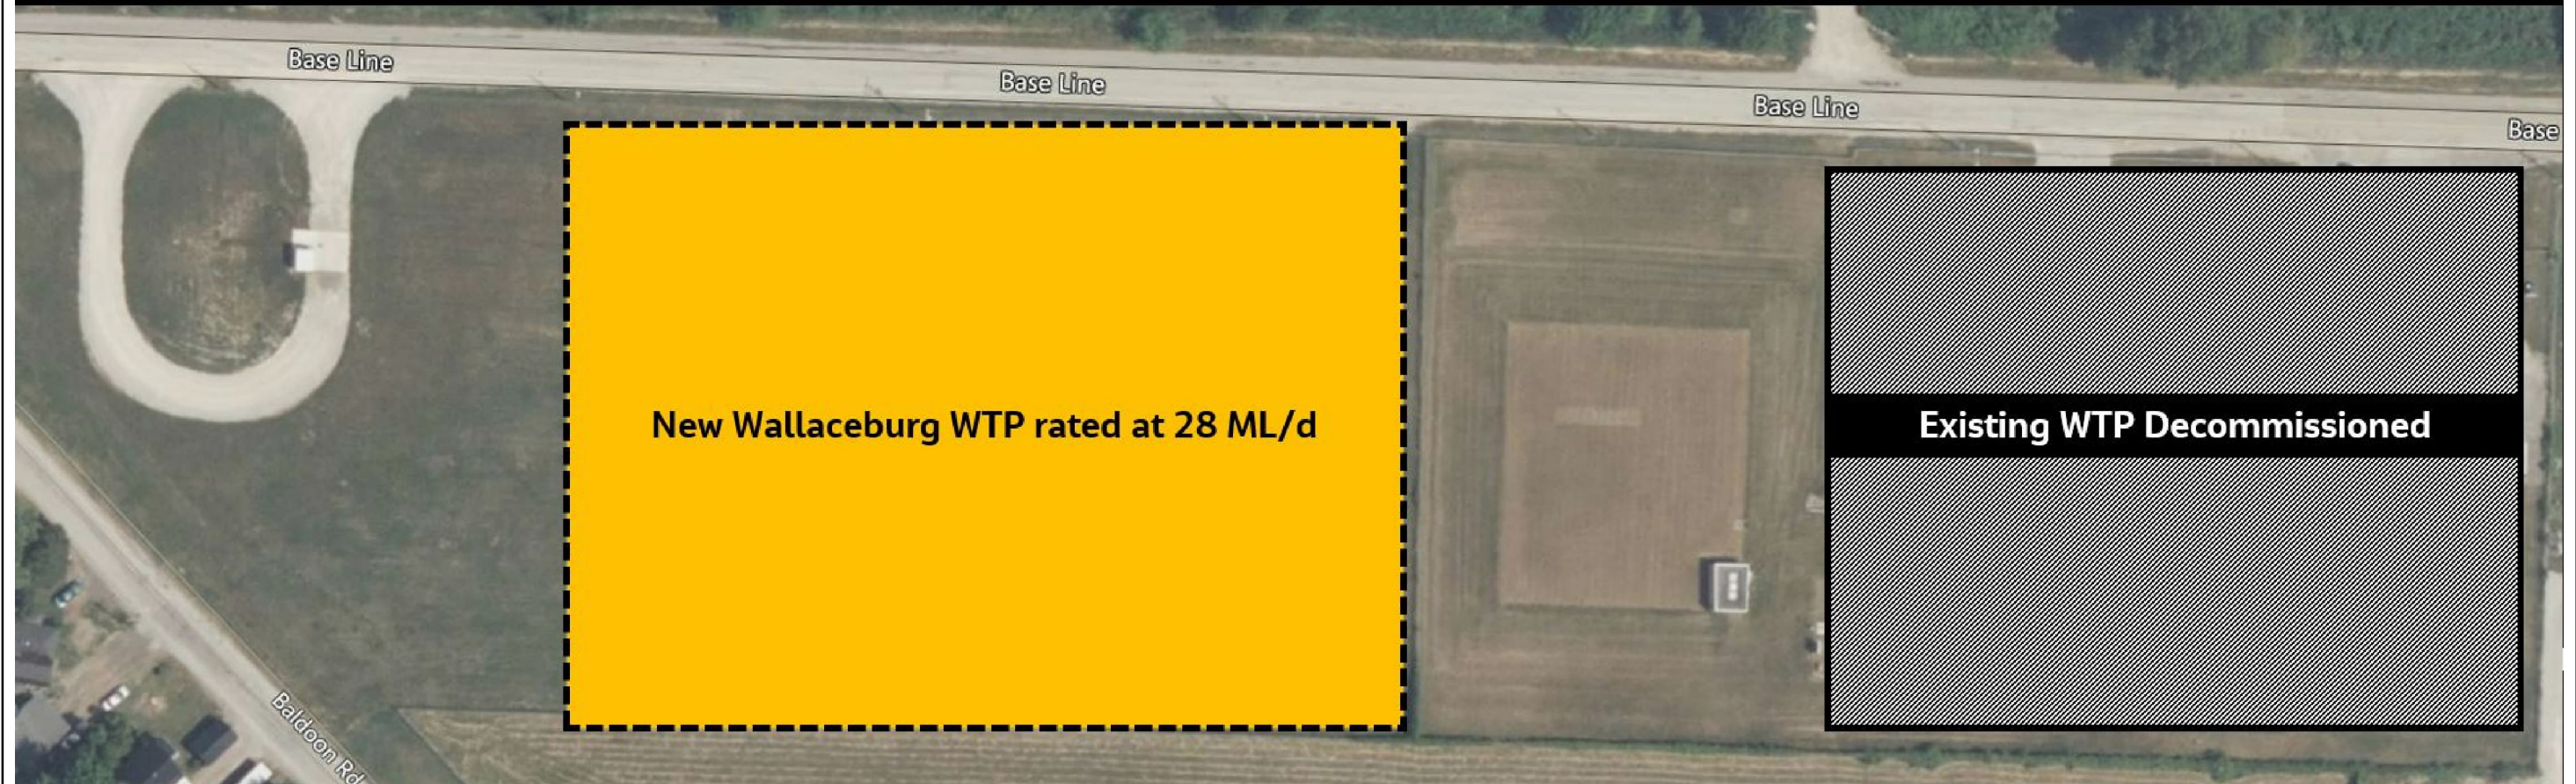 Base Line
Base Line
Base Line
Base
New Wallaceburg WTP rated at 28 ML/d
Existing WTP Decommissioned
Baldoon Rd